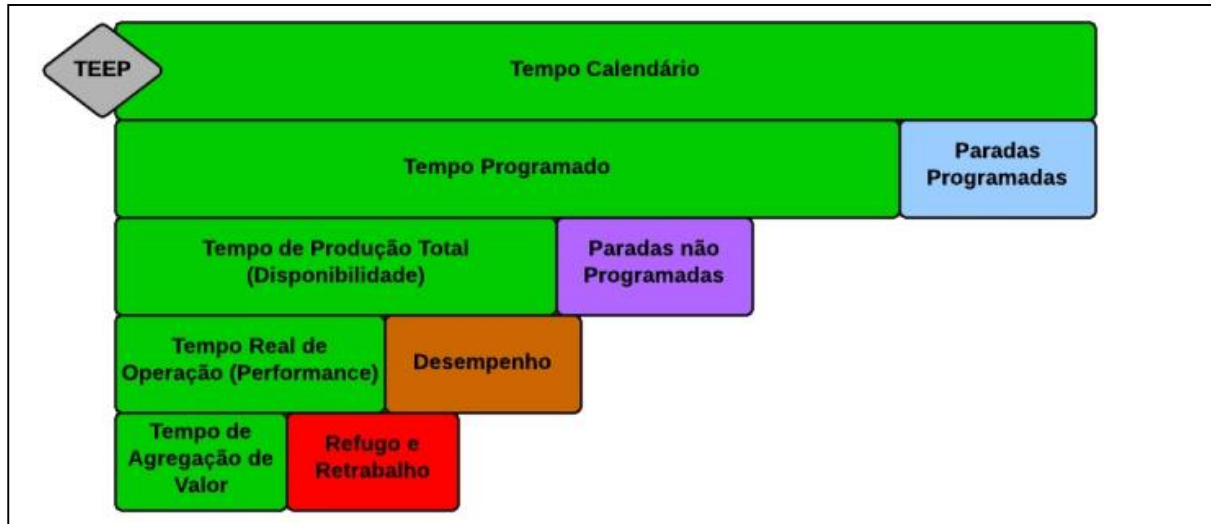 TEEP
Tempo Calendário
Tempo Programado
Paradas
Programadas
Tempo de Produção Total
(Disponibilidade)
Paradas não
Programadas
Tempo Real de
Operação (Performance)
Desempenho
Tempo de
Agregação de
Valor
Refugo e
Retrabalho